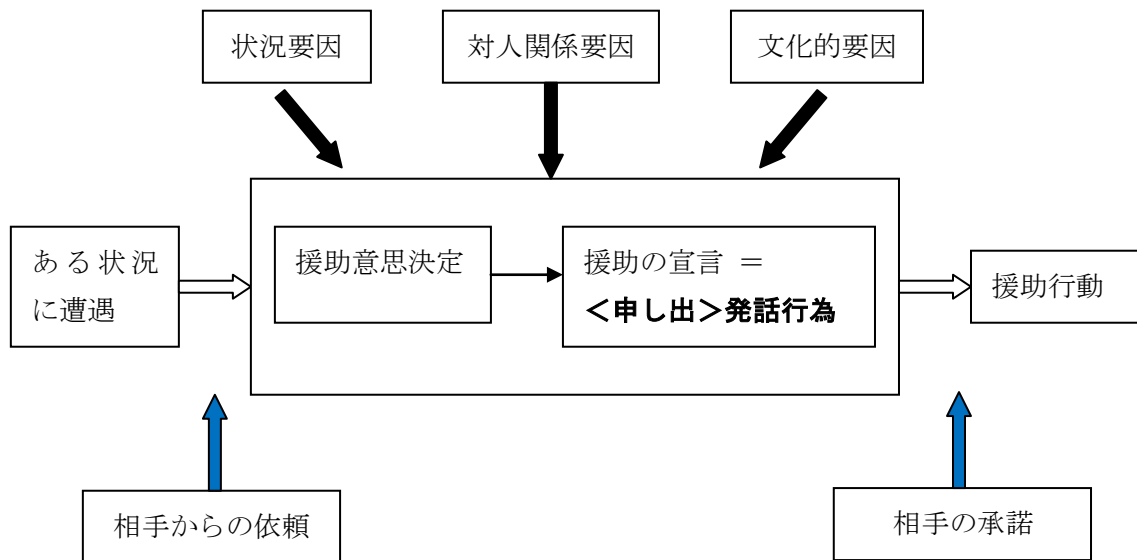 状況要因
対人関係要因
文化的要因
ある状況
に遭遇
援助意思決定
援助の宣言 =
＜申し出＞発話行為
援助行動
相手からの依頼
相手の承諾